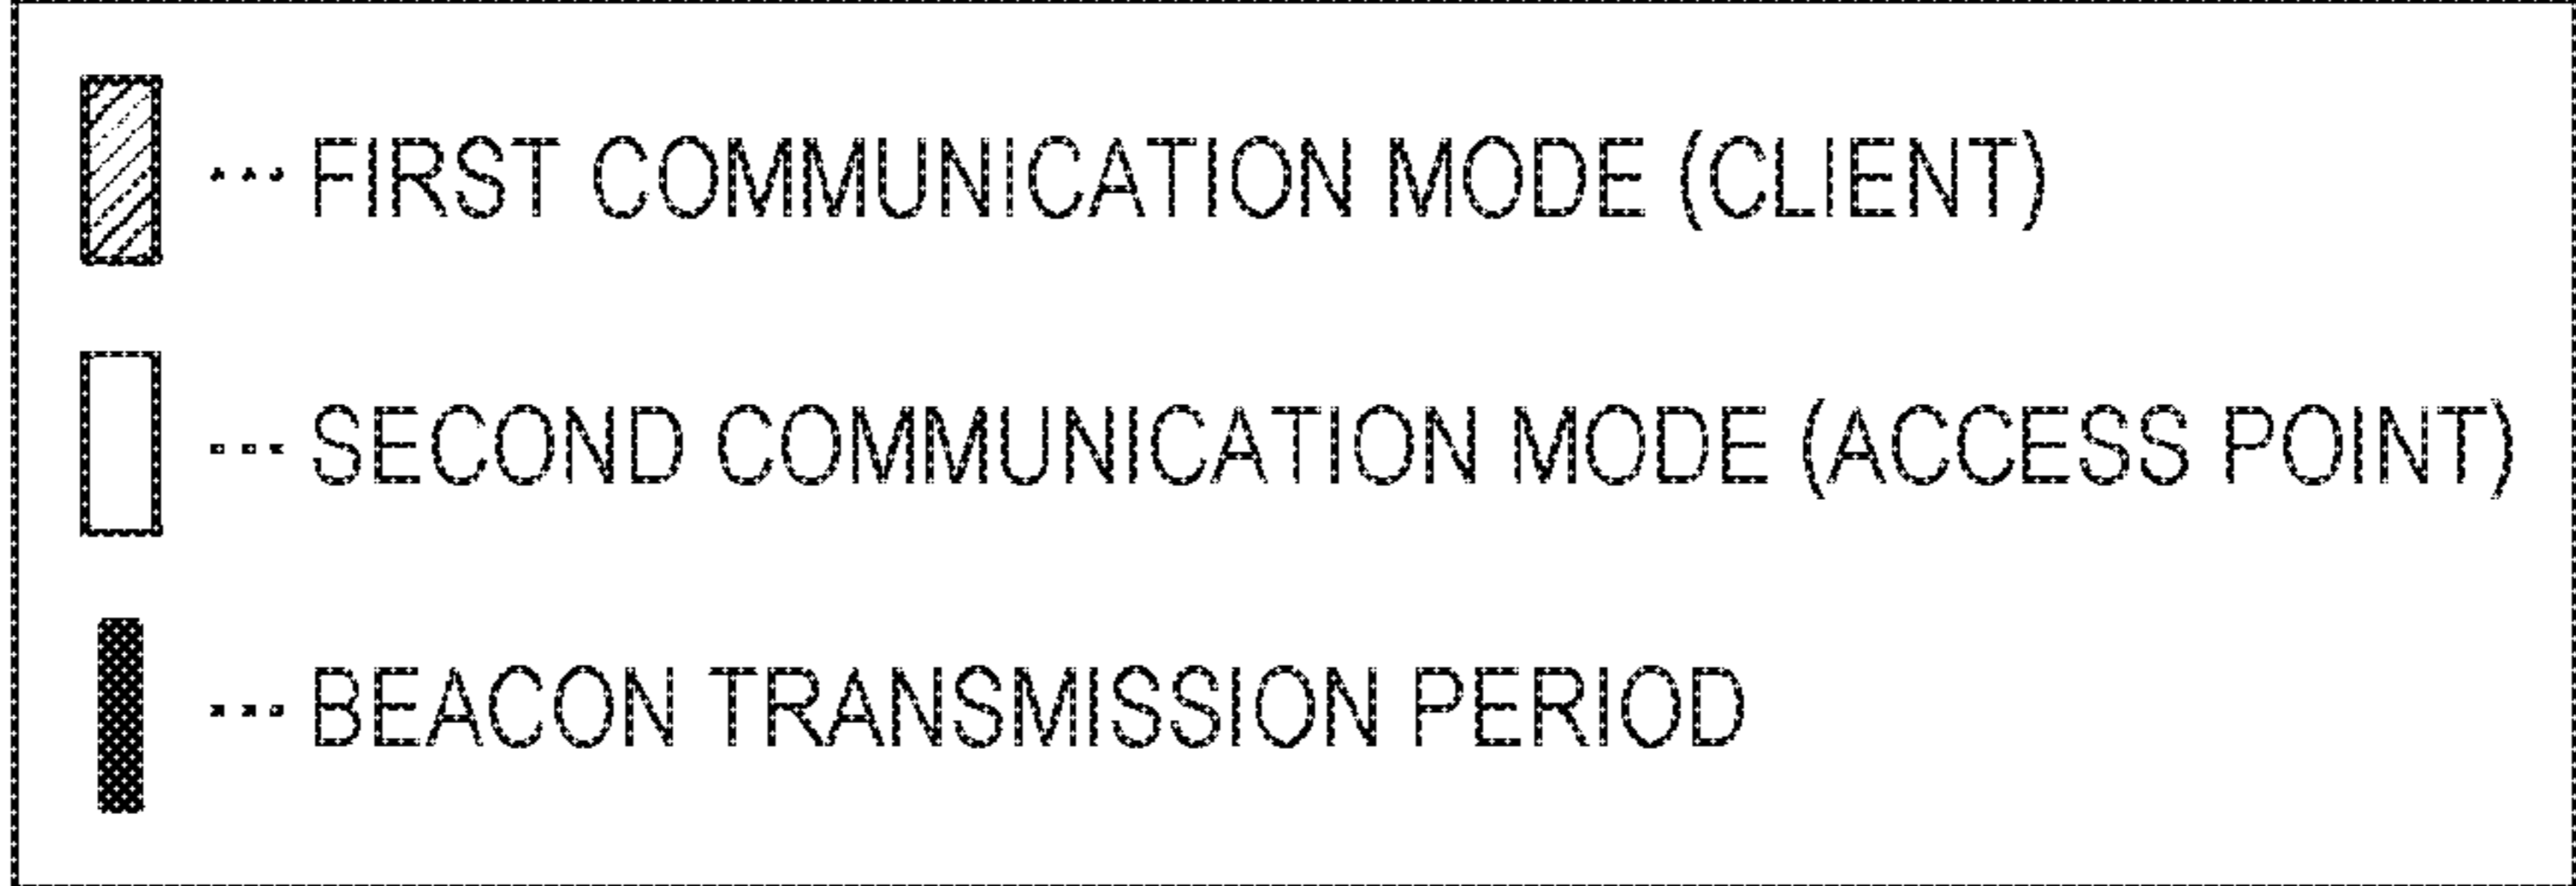 ... FIRST COMMUNICATION MODE (CLIENT)
... SECOND COMMUNICATION MODE (ACCESS POINT)
... BEACON TRANSMISSION PERIOD